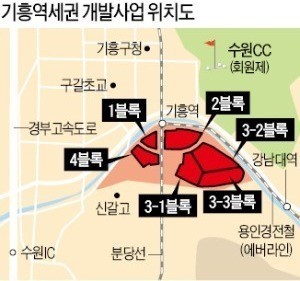 기흥역세권 개발사업 위치도
기흥구청
수원CC
(회원제)
구갈초교
기흥역
2블록
1블록
3-2블록
경부고속도로
강남대역
4블록
신갈고
3-1블록
3-3블록
용인경전철
(에버라인)
수원IC
분당선